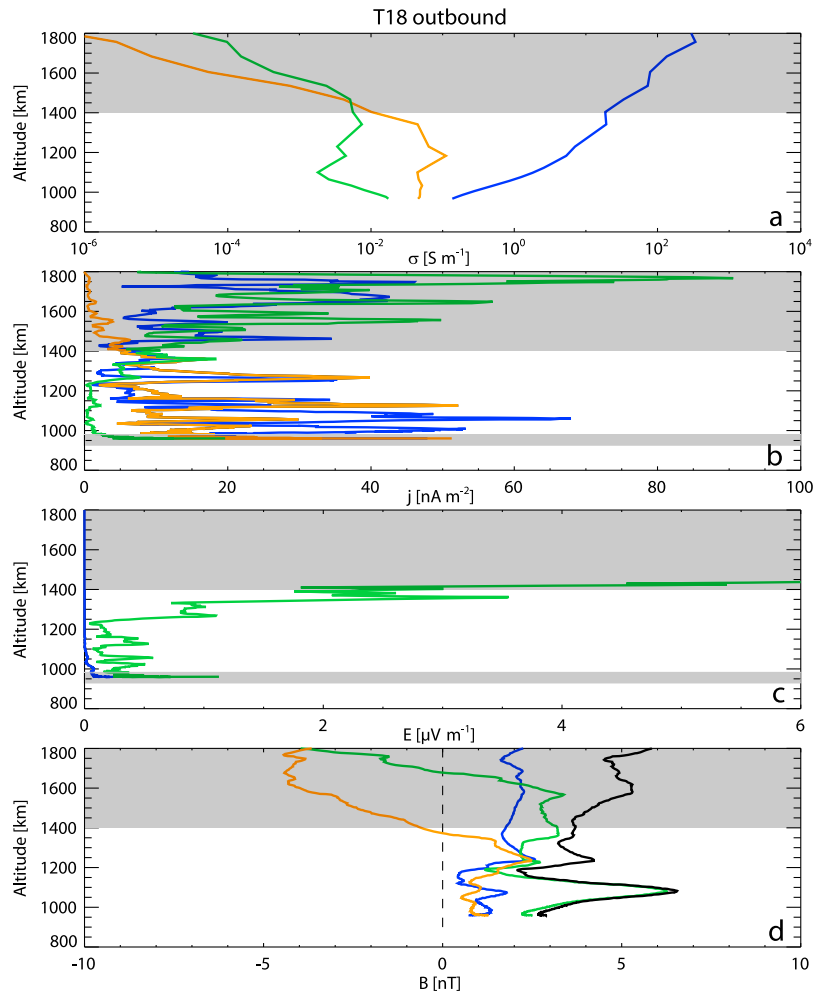 T18 outbound
1800
1600
1400
1200
1000
800
Altitude [km]
a
10⁻⁶ 10⁻⁴ 10⁻² 10⁰ 10² 10⁴
σ [S m⁻¹]
1800
1600
1400
1200
1000
800
Altitude [km]
b
0 20 40 60 80 100
j [nA m⁻²]
1800
1600
1400
1200
1000
800
Altitude [km]
c
0 2 4 6
E [μV m⁻¹]
1800
1600
1400
1200
1000
800
Altitude [km]
d
-10 -5 0 5 10
B [nT]